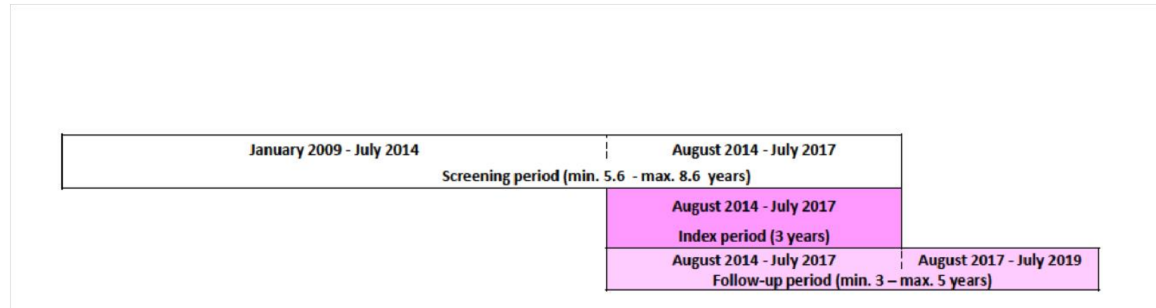 January 2009 - July 2014 August 2014 - July 2017
Screening period (min. 5.6 - max. 8.6 years)
August 2014 - July 2017
Index period (3 years)
August 2014 - July 2017 August 2017 - July 2019
Follow-up period (min. 3 – max. 5 years)